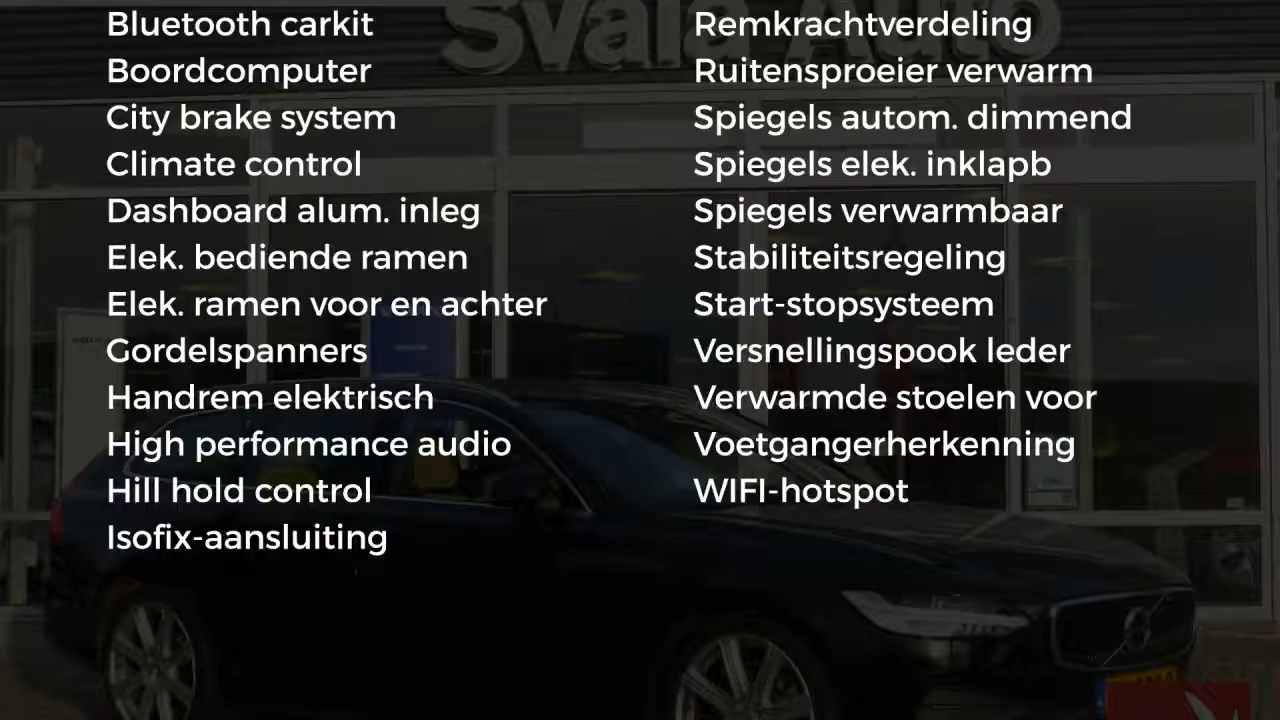 Svala Auto
Bluetooth carkit
Boordcomputer
City brake system
Climate control
Dashboard alum. inleg
Elek. bediende ramen
Elek. ramen voor en achter
Gordelspanners
Handrem elektrisch
High performance audio
Hill hold control
Isofix-aansluiting
Remkrachtverdeling
Ruitensproeier verwarm
Spiegels autom. dimmend
Spiegels elek. inklapb
Spiegels verwarmbaar
Stabiliteitsregeling
Start-stopsysteem
Versnellingspook leder
Verwarmde stoelen voor
Voetgangerherkenning
WIFI-hotspot